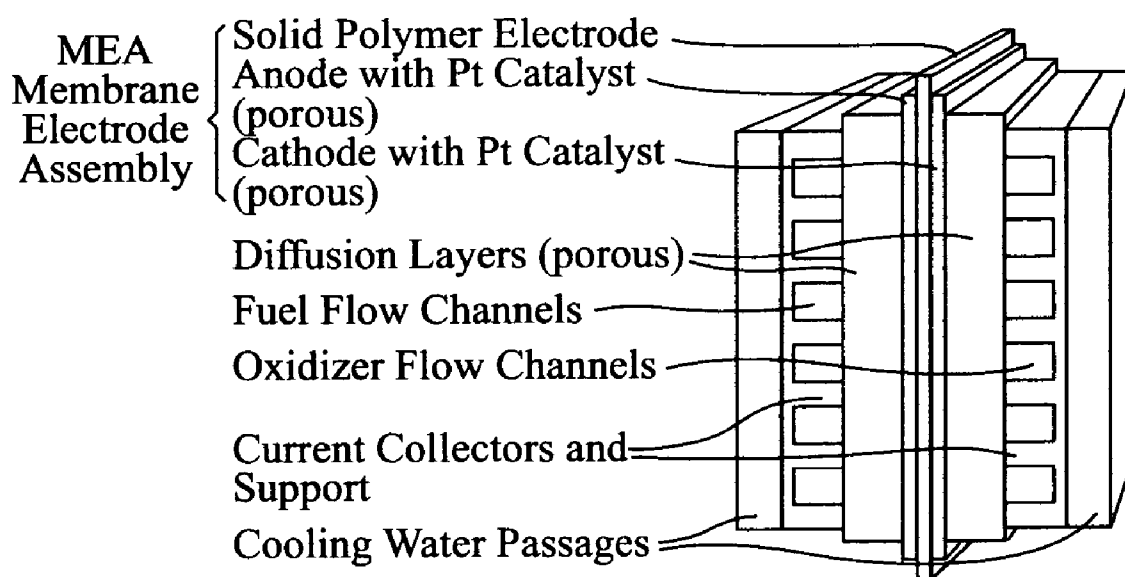 MEA
Membrane
Electrode
Assembly
Solid Polymer Electrode
Anode with Pt Catalyst
(porous)
Cathode with Pt Catalyst
(porous)
Diffusion Layers (porous)
Fuel Flow Channels
Oxidizer Flow Channels
Current Collectors and
Support
Cooling Water Passages